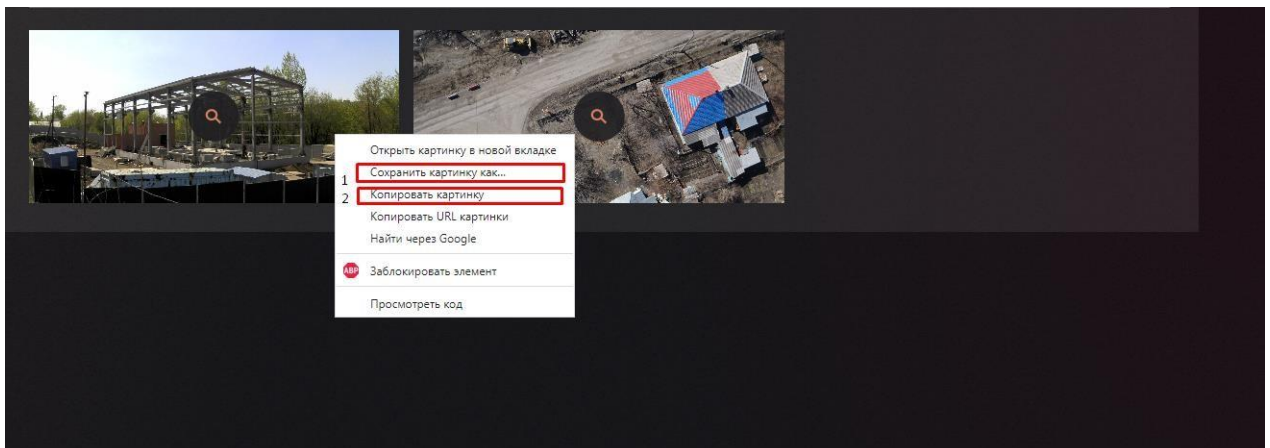 Открыть картинку в новой вкладке
1 Сохранить картинку как...
2 Копировать картинку
Копировать URL картинки
Найти через Google
ABP Заблокировать элемент
Просмотреть код